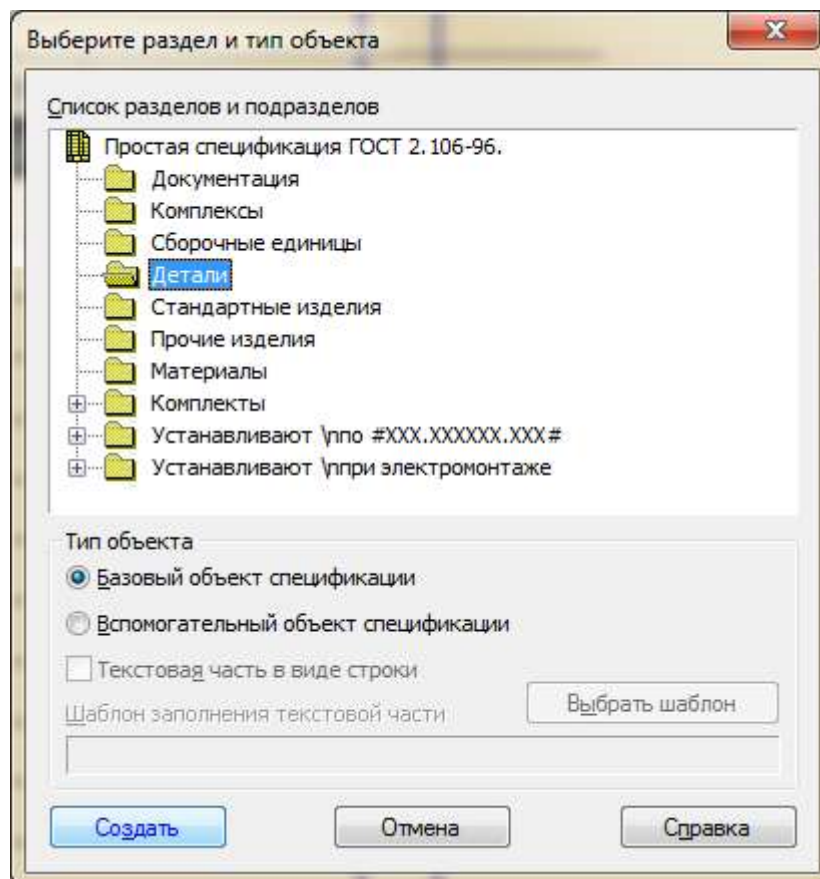 Выберите раздел и тип объекта
Список разделов и подразделов
Простая спецификация ГОСТ 2.106-96.
Документация
Комплексы
Сборочные единицы
Детали
Стандартные изделия
Прочие изделия
Материалы
Комплекты
Устанавливают \nпо #XXX.XXXXXX.XXX#
Устанавливают \nпри электромонтаже
Тип объекта
Базовый объект спецификации
Вспомогательный объект спецификации
Текстовая часть в виде строки
Шаблон заполнения текстовой части
Выбрать шаблон
Создать Отмена Справка